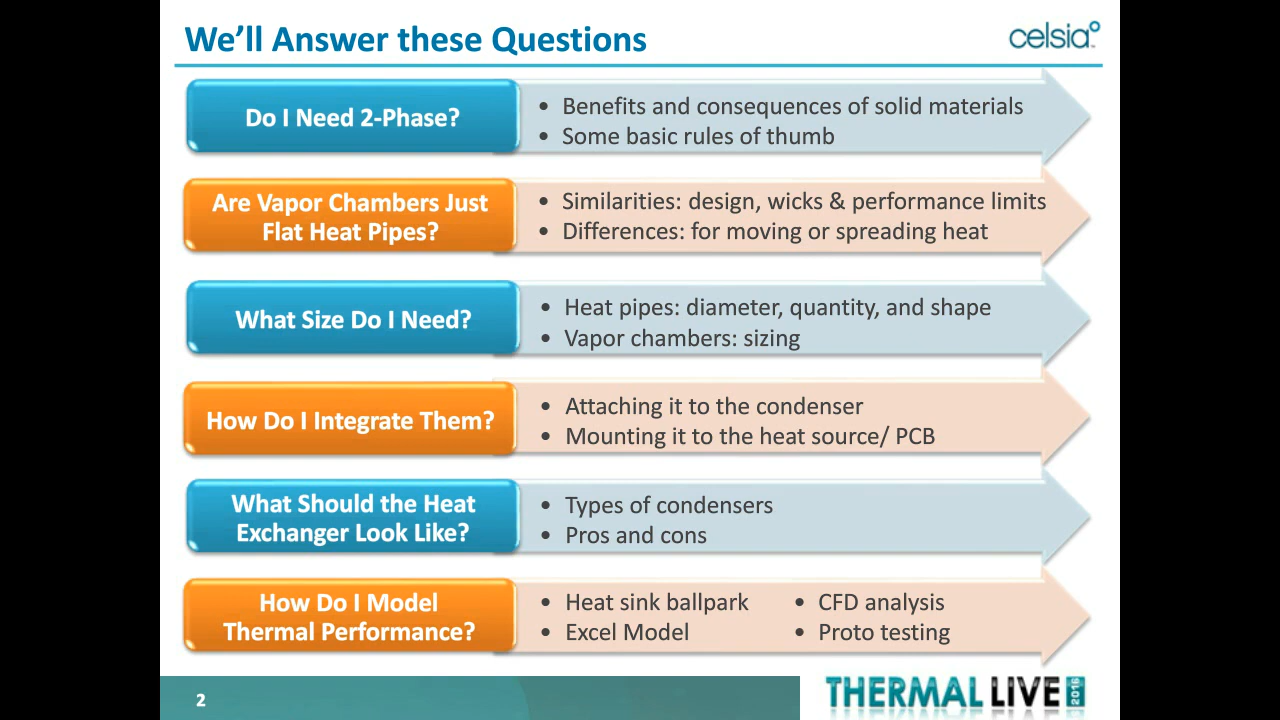 We'll Answer these Questions
celsia
Do I Need 2-Phase?
• Benefits and consequences of solid materials
• Some basic rules of thumb
Are Vapor Chambers Just
Flat Heat Pipes?
• Similarities: design, wicks & performance limits
• Differences: for moving or spreading heat
What Size Do I Need?
• Heat pipes: diameter, quantity, and shape
• Vapor chambers: sizing
How Do I Integrate Them?
• Attaching it to the condenser
• Mounting it to the heat source/ PCB
What Should the Heat
Exchanger Look Like?
• Types of condensers
• Pros and cons
How Do I Model
Thermal Performance?
• Heat sink ballpark
• Excel Model
• CFD analysis
• Proto testing
2
THERMAL LIVE 2016